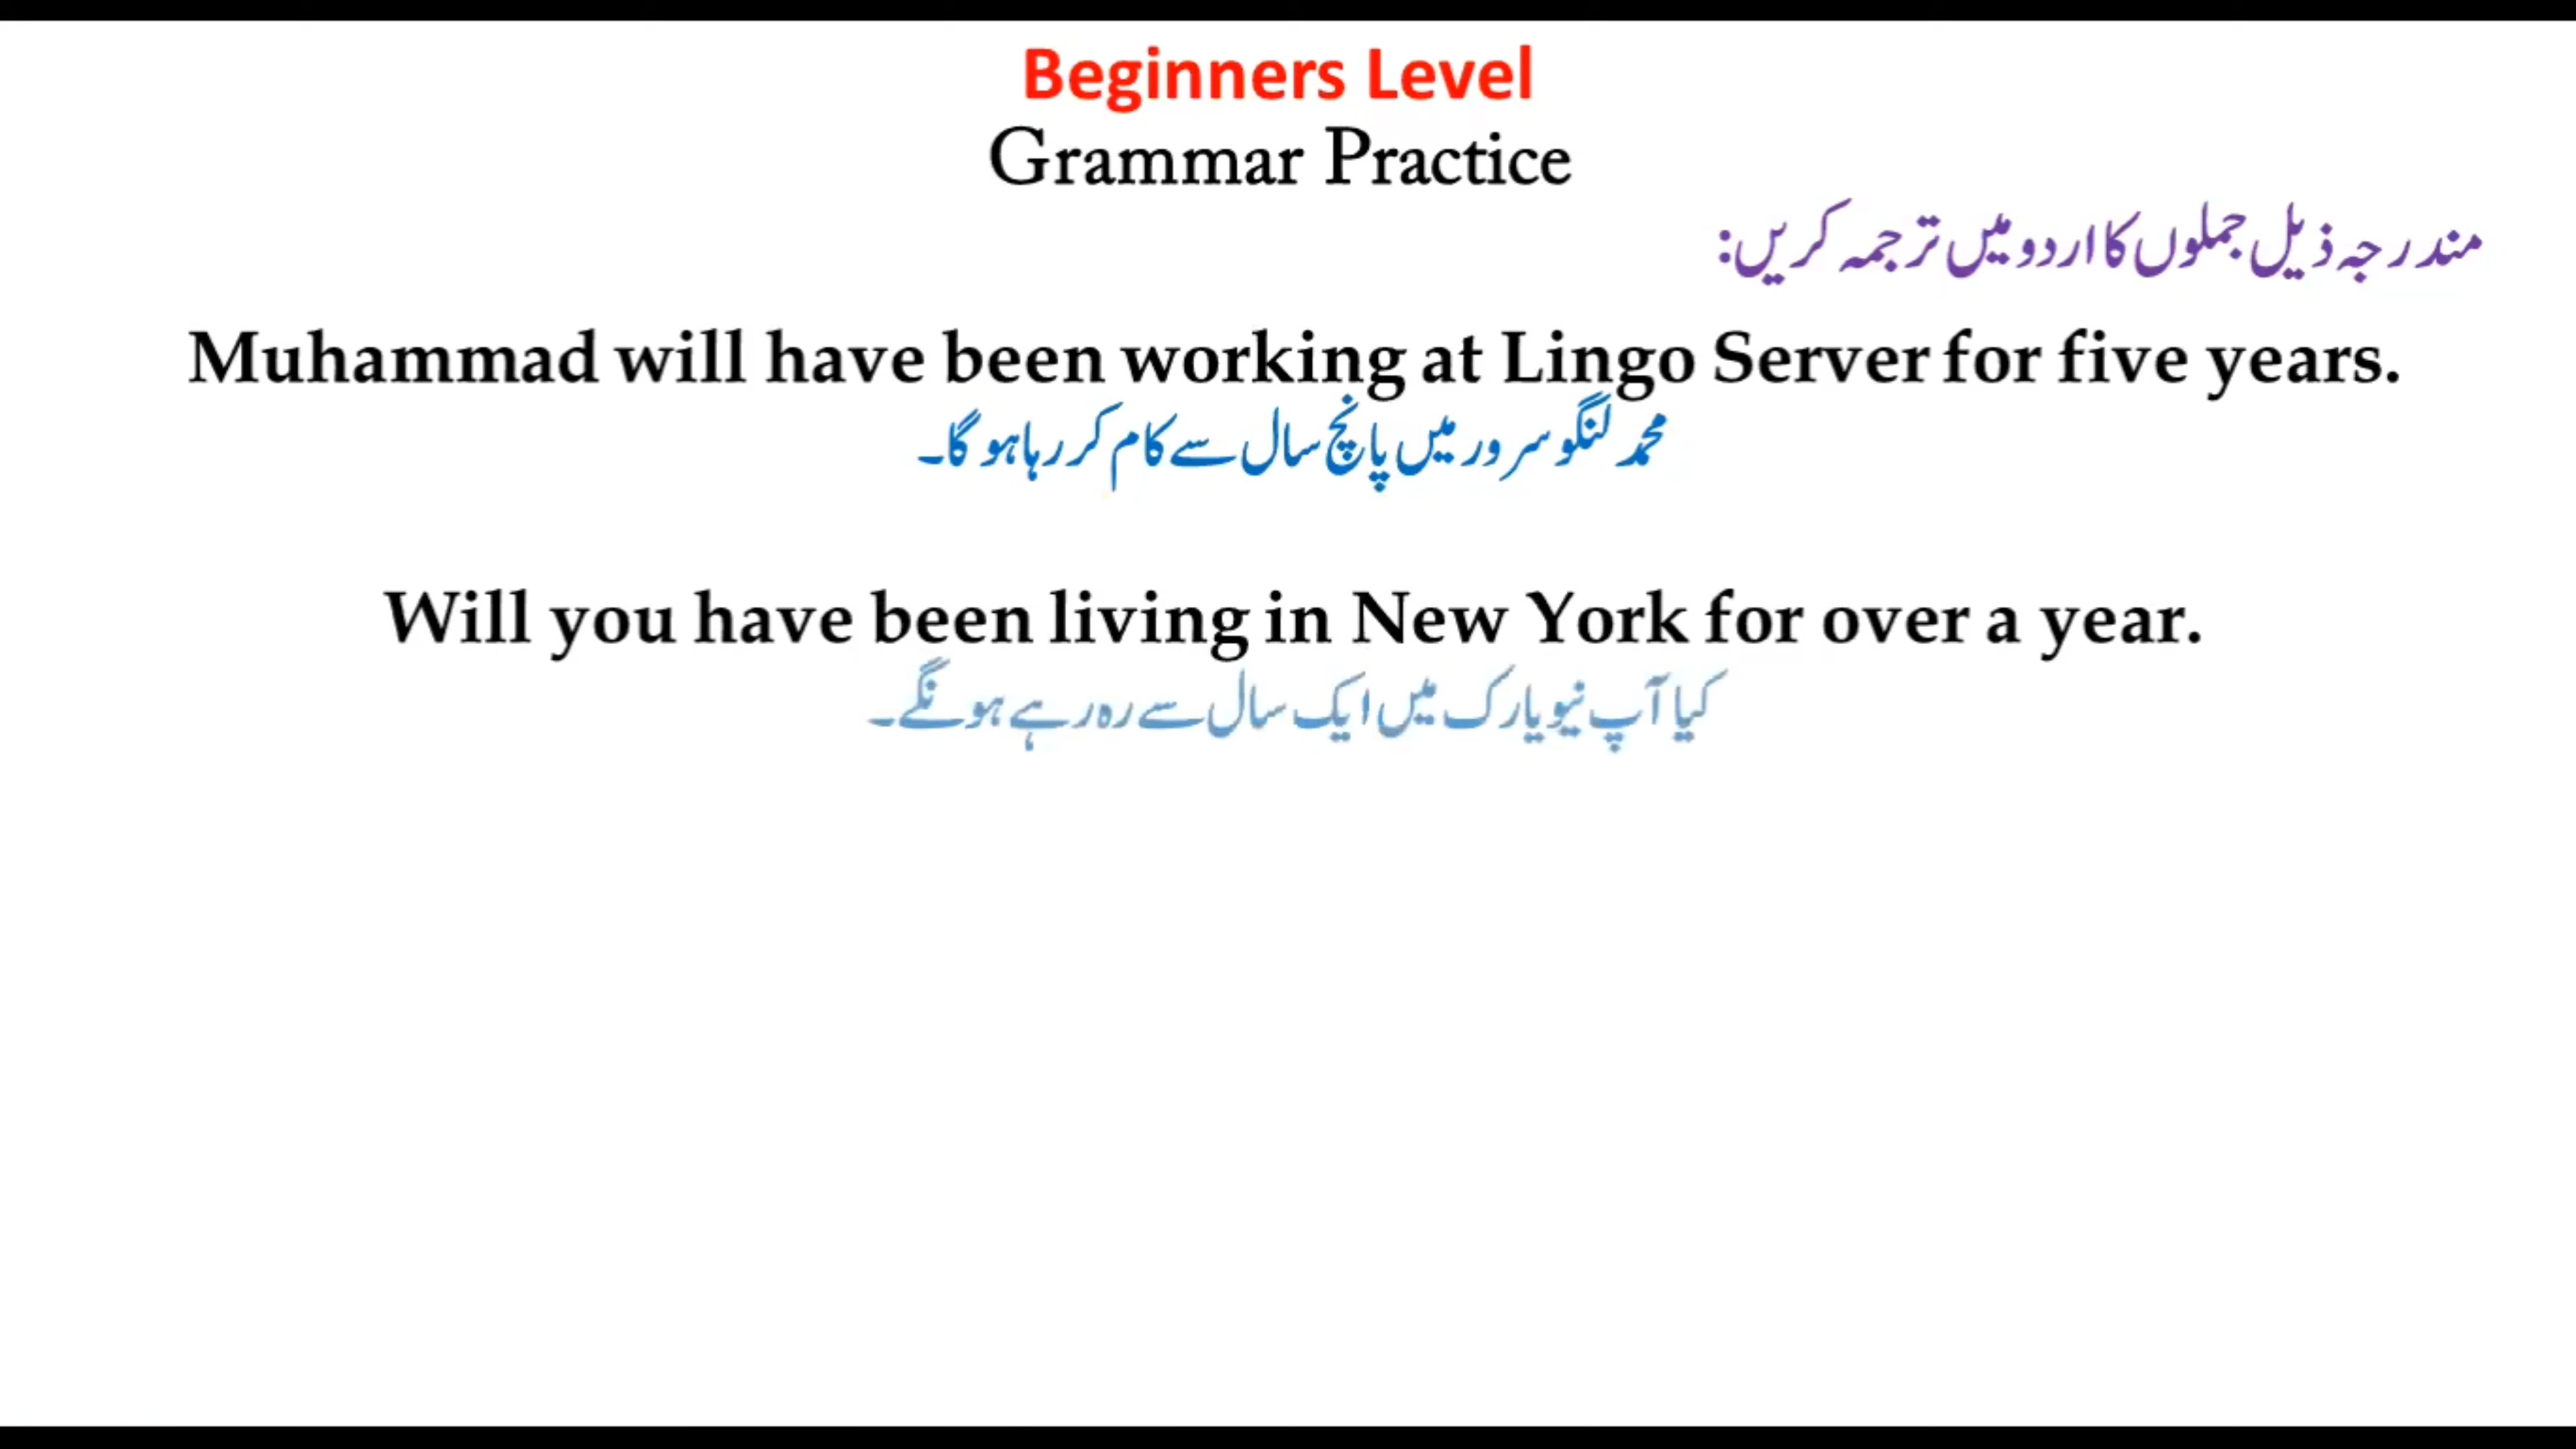 Beginners Level
Grammar Practice
مندرجہ ذیل جملوں کا اردو میں ترجمہ کریں:
Muhammad will have been working at Lingo Server for five years.
محمد لنگو سرور میں پانچ سال سے کام کر رہا ہو گا۔
Will you have been living in New York for over a year.
کیا آپ نیویارک میں ایک سال سے رہ رہے ہونگے۔